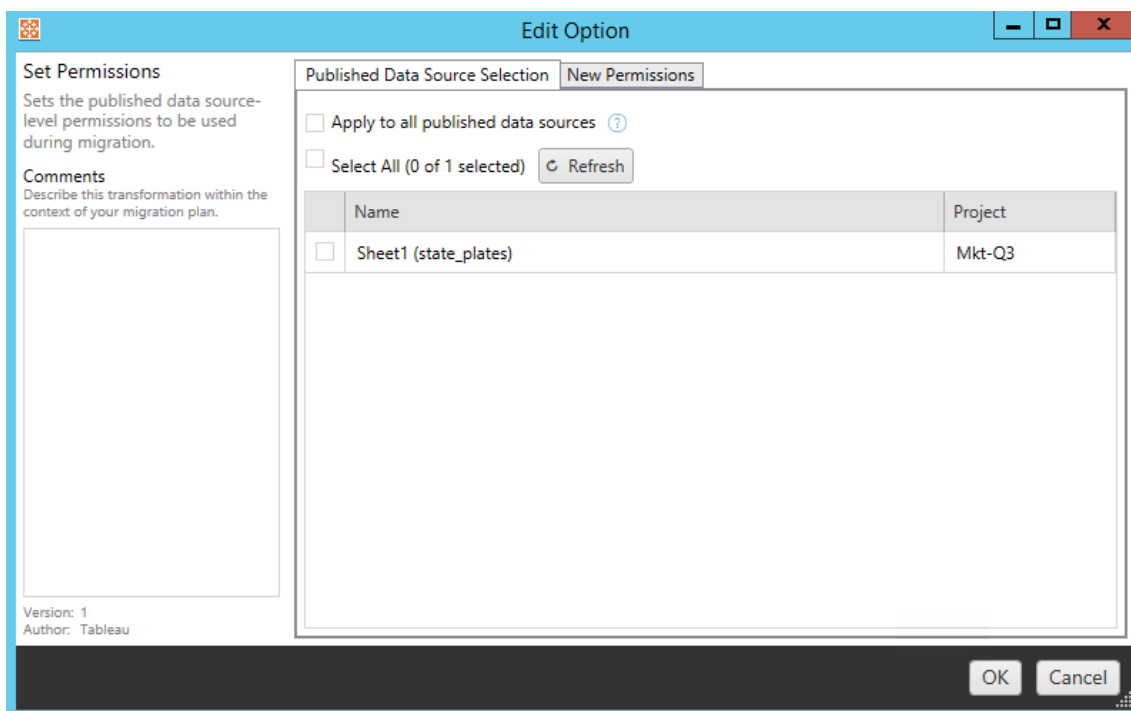 Edit Option
Set Permissions
Sets the published data source-
level permissions to be used
during migration.
Comments
Describe this transformation within the
context of your migration plan.
Version: 1
Author: Tableau
Published Data Source Selection
New Permissions
Apply to all published data sources ?
Select All (0 of 1 selected)
Refresh
Name Project
Sheet1 (state_plates) Mkt-Q3
OK Cancel